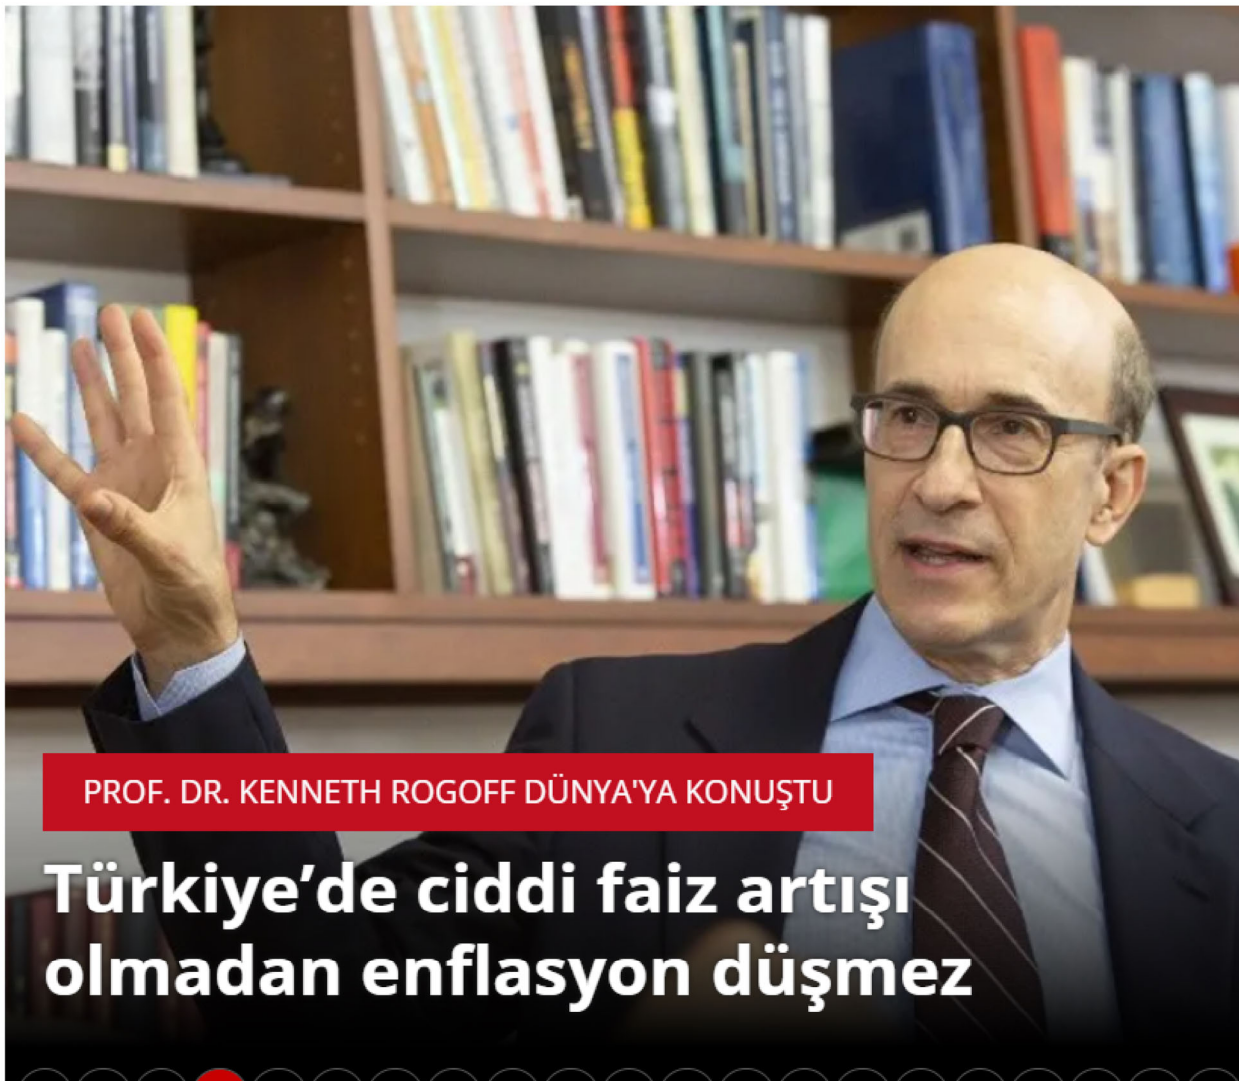 PROF. DR. KENNETH ROGOFF DÜNYA'YA KONUŞTU
Türkiye’de ciddi faiz artışı
olmadan enflasyon düşmez